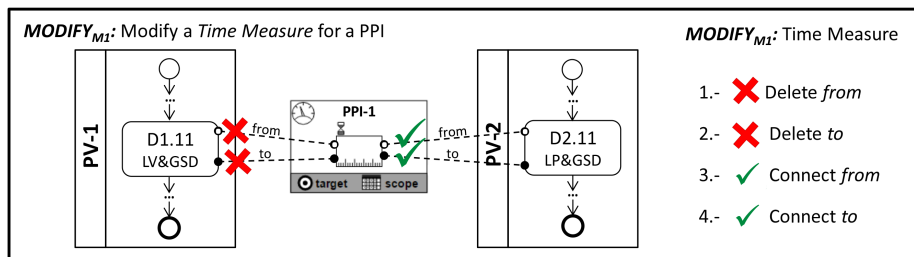 MODIFY_M1: Modify a Time Measure for a PPI
PV-1
...
D1.11
LV&GSD
...
from
to
PPI-1
target scope
from
to
PV-2
...
D2.11
LP&GSD
...
MODIFY_M1: Time Measure
1.- Delete from
2.- Delete to
3.- Connect from
4.- Connect to